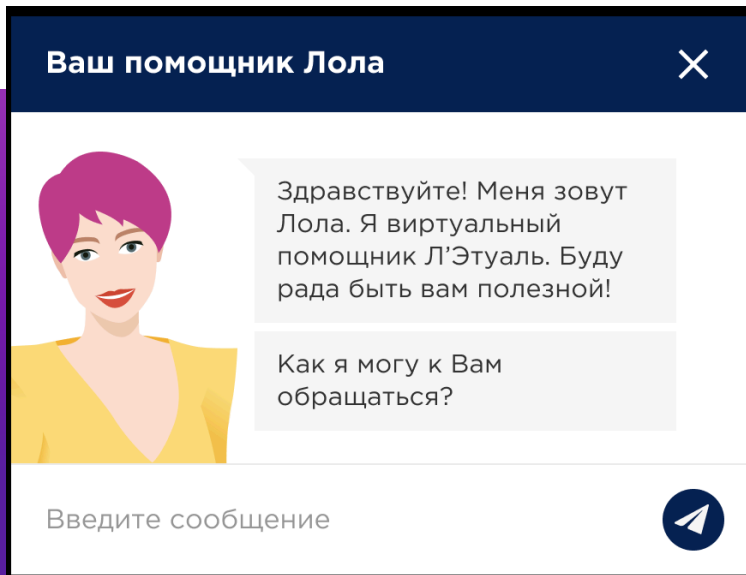 Ваш помощник Лола
Здравствуйте! Меня зовут
Лола. Я виртуальный
помощник Л’Этуаль. Буду
рада быть вам полезной!
Как я могу к Вам
обращаться?
Введите сообщение